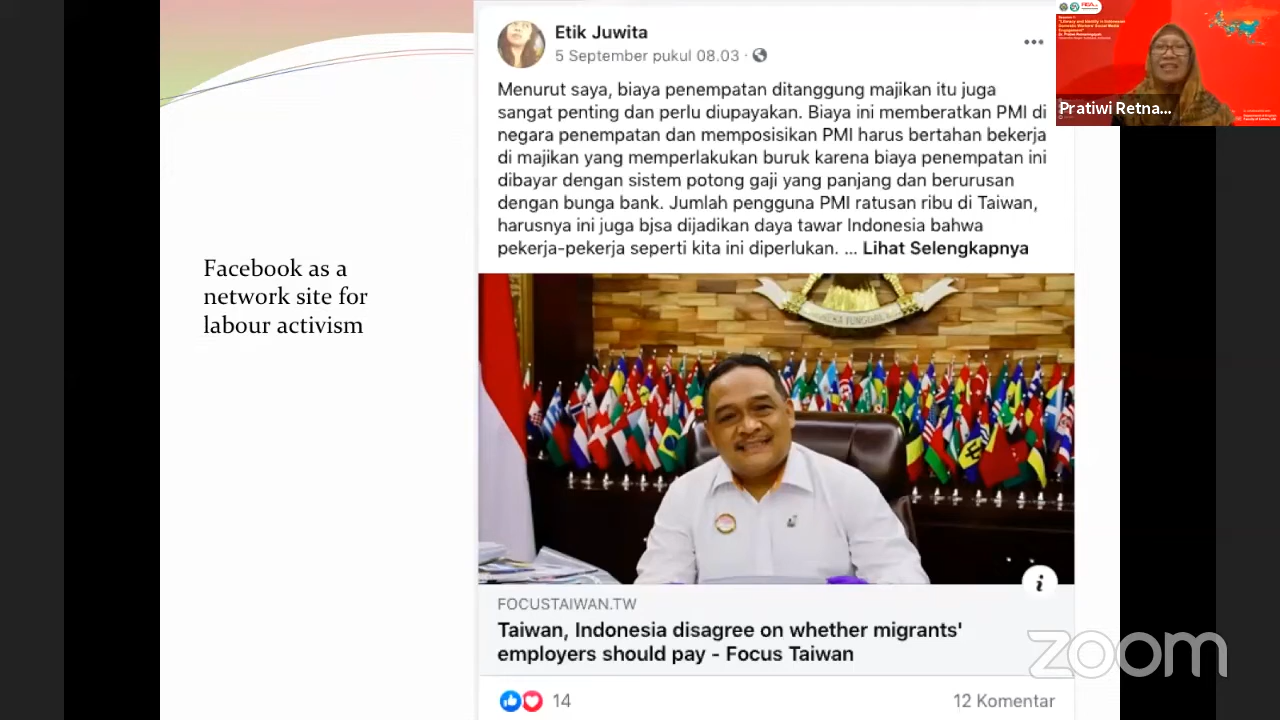 Facebook as a
network site for
labour activism
Etik Juwita
5 September pukul 08.03 ·
Menurut saya, biaya penempatan ditanggung majikan itu juga
sangat penting dan perlu diupayakan. Biaya ini memberatkan PMI di
negara penempatan dan memposisikan PMI harus bertahan bekerja
di majikan yang memperlakukan buruk karena biaya penempatan ini
dibayar dengan sistem potong gaji yang panjang dan berurusan
dengan bunga bank. Jumlah pengguna PMI ratusan ribu di Taiwan,
harusnya ini juga bjsa dijadikan daya tawar Indonesia bahwa
pekerja-pekerja seperti kita ini diperlukan. ... Lihat Selengkapnya
FOCUSTAIWAN.TW
Taiwan, Indonesia disagree on whether migrants'
employers should pay - Focus Taiwan
14
12 Komentar
Pratiwi Retna...
zoom